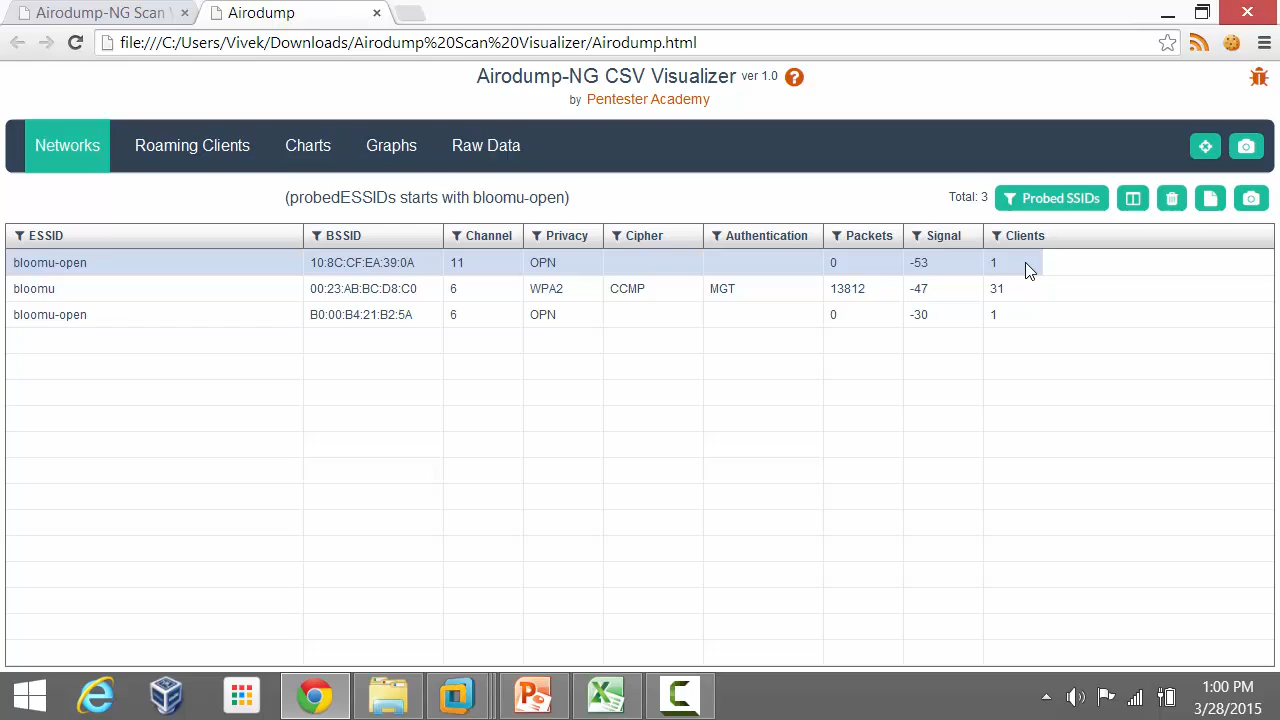 Airodump-NG Scan
Airodump
file:///C:/Users/Vivek/Downloads/Airodump%20Scan%20Visualizer/Airodump.html
Airodump-NG CSV Visualizer ver 1.0 ?
by Pentester Academy
Networks Roaming Clients Charts Graphs Raw Data
(probedESSIDs starts with bloomu-open) Total: 3 Probed SSIDs
ESSID BSSID Channel Privacy Cipher Authentication Packets Signal Clients
bloomu-open 10:8C:CF:EA:39:0A 11 OPN 0 -53 1
bloomu 00:23:AB:BC:D8:C0 6 WPA2 CCMP MGT 13812 -47 31
bloomu-open B0:00:B4:21:B2:5A 6 OPN 0 -30 1
1:00 PM
3/28/2015